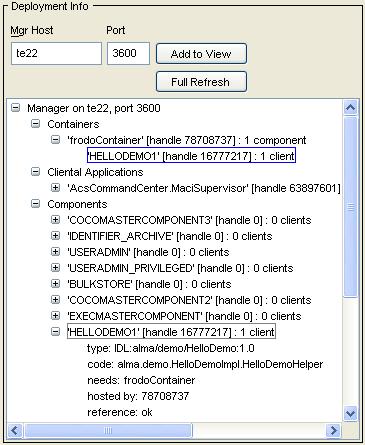 Deployment Info
Mgr Host Port
te22 3600 Add to View
Full Refresh
Manager on te22, port 3600
Containers
'frodoContainer' [handle 78708737] : 1 component
'HELLODEMO1' [handle 16777217] : 1 client
Cliental Applications
'AcsCommandCenter.MaciSupervisor' [handle 63897601]
Components
'COCOMASTERCOMPONENT3' [handle 0] : 0 clients
'IDENTIFIER_ARCHIVE' [handle 0] : 0 clients
'USERADMIN' [handle 0] : 0 clients
'USERADMIN_PRIVILEGED' [handle 0] : 0 clients
'BULKSTORE' [handle 0] : 0 clients
'COCOMASTERCOMPONENT2' [handle 0] : 0 clients
'EXECMASTERCOMPONENT' [handle 0] : 0 clients
'HELLODEMO1' [handle 16777217] : 1 client
type: IDL:alma/demo/HelloDemo:1.0
code: alma.demo.HelloDemoImpl.HelloDemoHelper
needs: frodoContainer
hosted by: 78708737
reference: ok